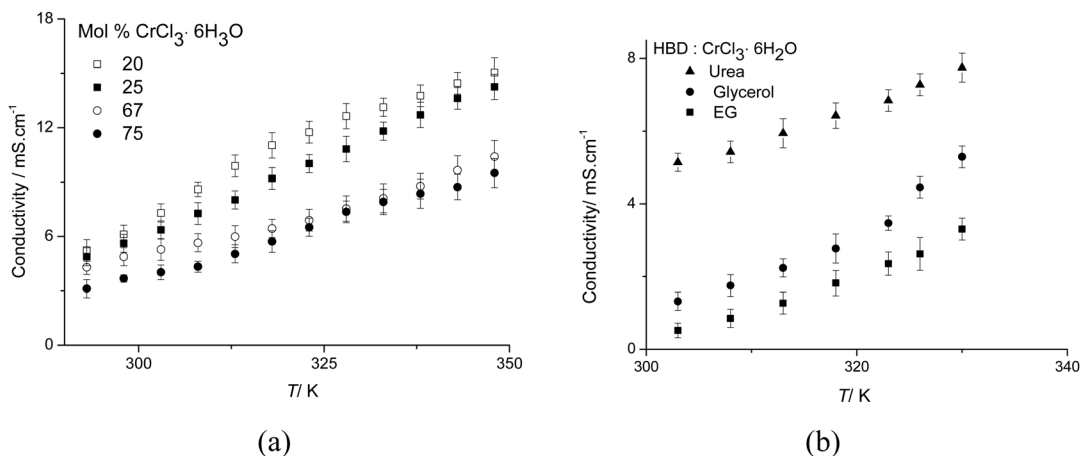 Mol % CrCl3· 6H3O
20
25
67
75
18
12
6
0
Conductivity / mS.cm-1
300
325
350
T/ K
(a)
HBD : CrCl3· 6H2O
Urea
Glycerol
EG
8
4
0
Conductivity/ mS.cm-1
300
320
340
T/ K
(b)